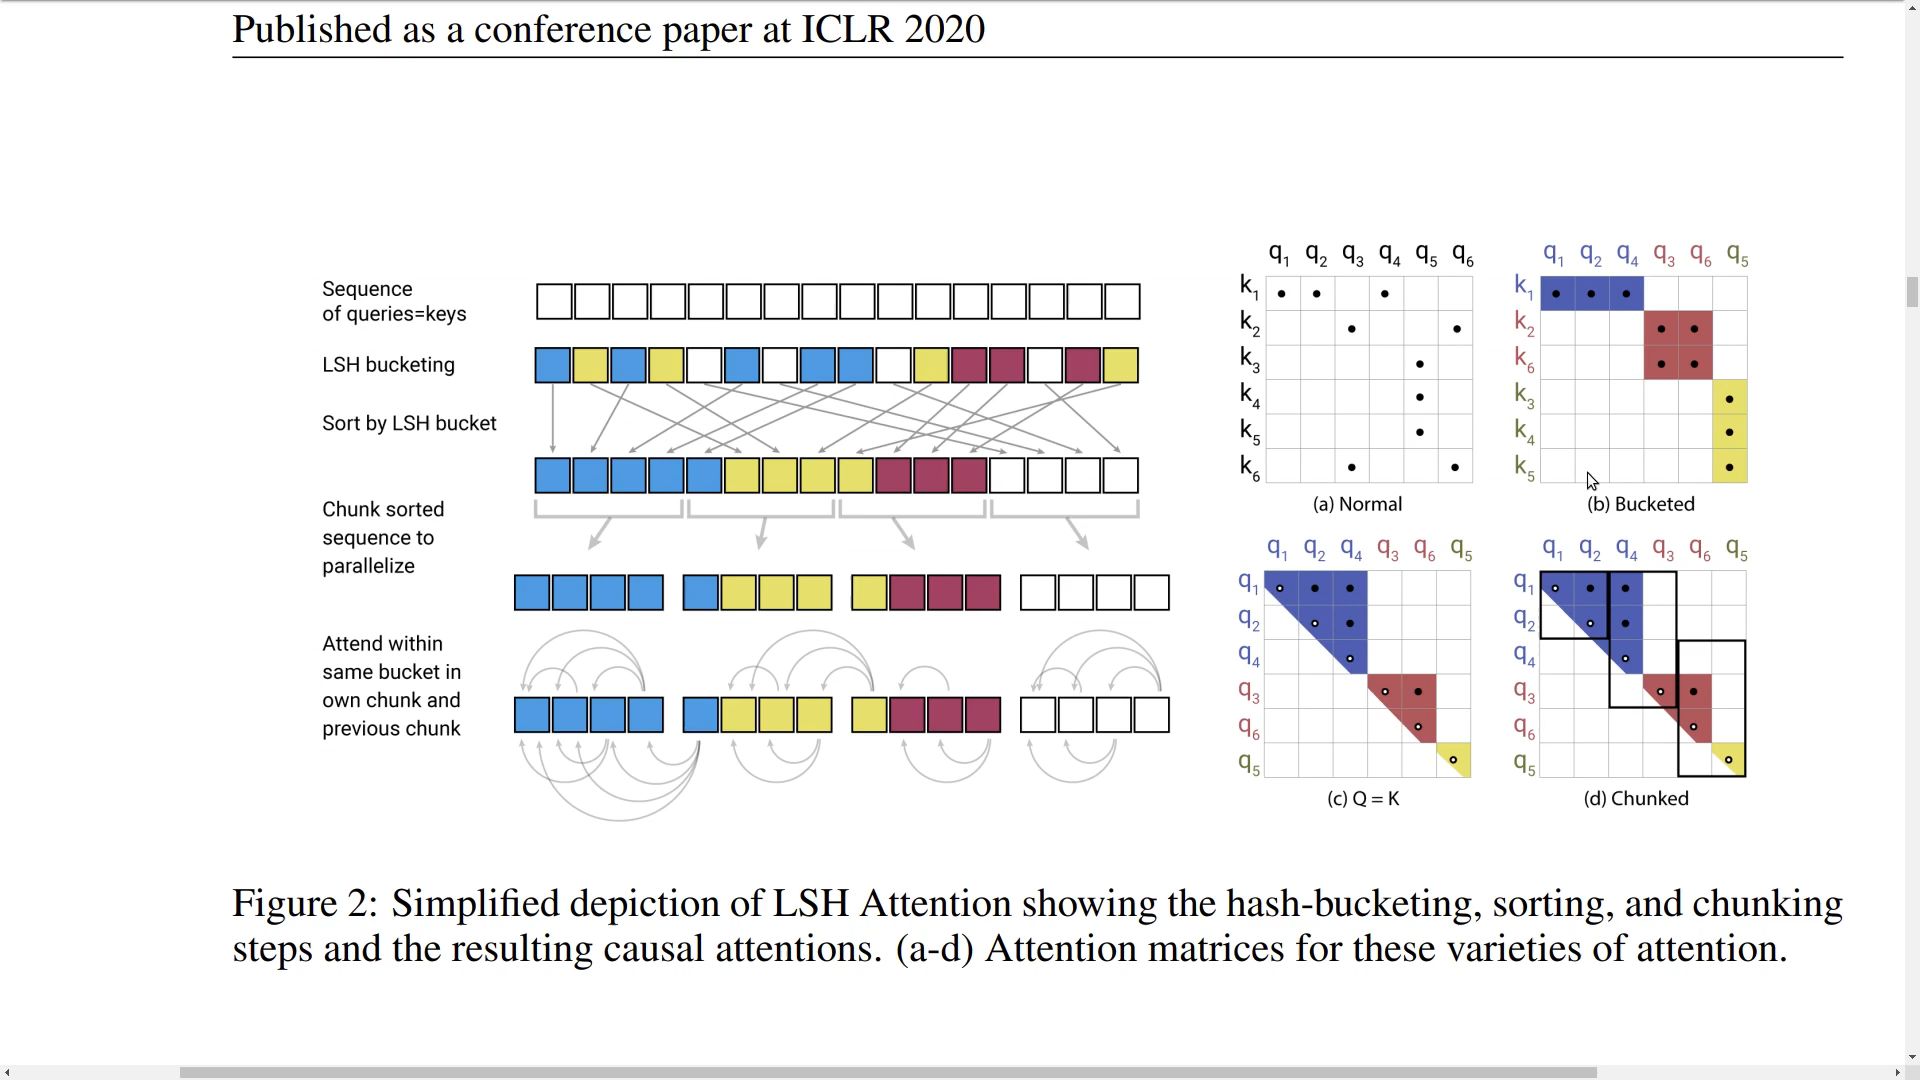 Published as a conference paper at ICLR 2020
Sequence
of queries=keys
LSH bucketing
Sort by LSH bucket
Chunk sorted
sequence to
parallelize
Attend within
same bucket in
own chunk and
previous chunk
q1 q2 q3 q4 q5 q6
k1
k2
k3
k4
k5
k6
(a) Normal
q1 q2 q4 q3 q6 q5
k1
k2
k6
k3
k4
k5
(b) Bucketed
q1 q2 q4 q3 q6 q5
q1
q2
q4
q3
q6
q5
(c) Q = K
q1 q2 q4 q3 q6 q5
q1
q2
q4
q3
q6
q5
(d) Chunked
Figure 2: Simplified depiction of LSH Attention showing the hash-bucketing, sorting, and chunking
steps and the resulting causal attentions. (a-d) Attention matrices for these varieties of attention.